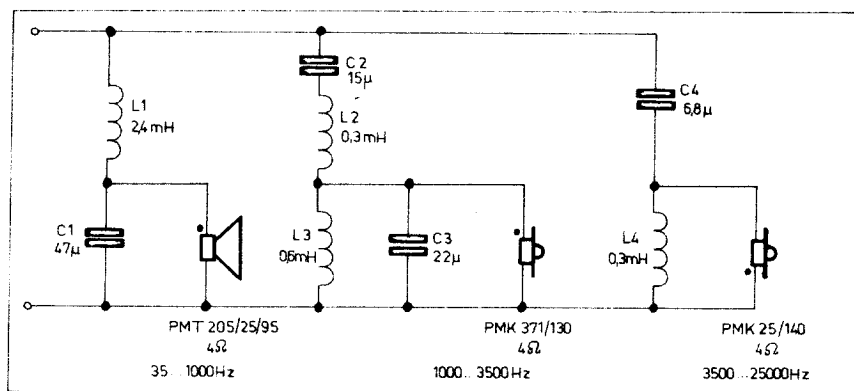 L1
2,4mH
C1
47µ
C2
15µ
L2
0,3mH
L3
0,6mH
C3
22µ
C4
6,8µ
L4
0,3mH
PMT 205/25/95
4Ω
35...1000Hz
PMK 371/130
4Ω
1000...3500Hz
PMK 25/140
4Ω
3500...25000Hz